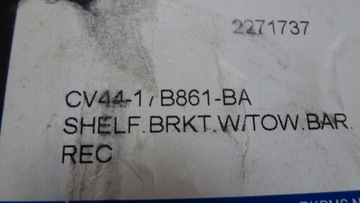 2271737
CV44-17B861-BA
SHELF.BRKT.W/TOW.BAR.
REC